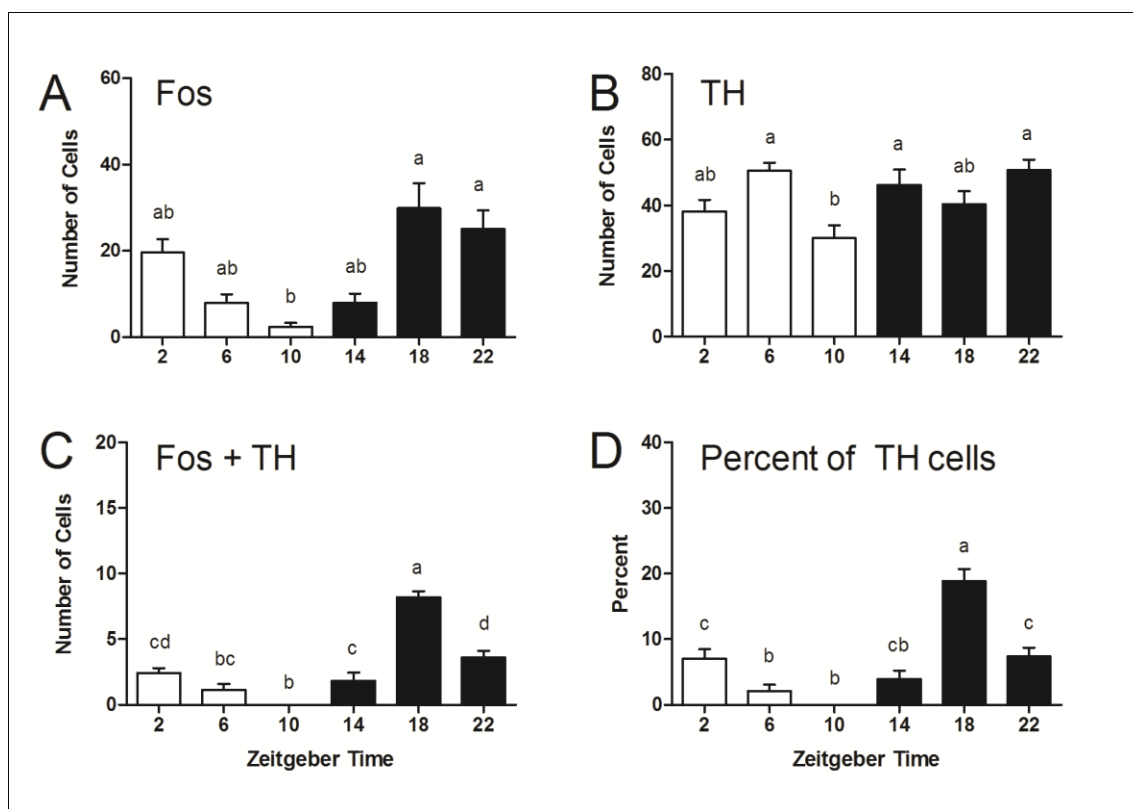 A Fos
Number of Cells
60
40
20
0
ab
ab
b
ab
a
a
2 6 10 14 18 22
B TH
Number of Cells
80
60
40
20
0
ab
a
b
a
ab
a
2 6 10 14 18 22
C Fos + TH
Number of Cells
20
15
10
5
0
cd
bc
b
c
a
d
2 6 10 14 18 22
Zeitgeber Time
D Percent of TH cells
Percent
40
30
20
10
0
c
b
b
cb
a
c
2 6 10 14 18 22
Zeitgeber Time